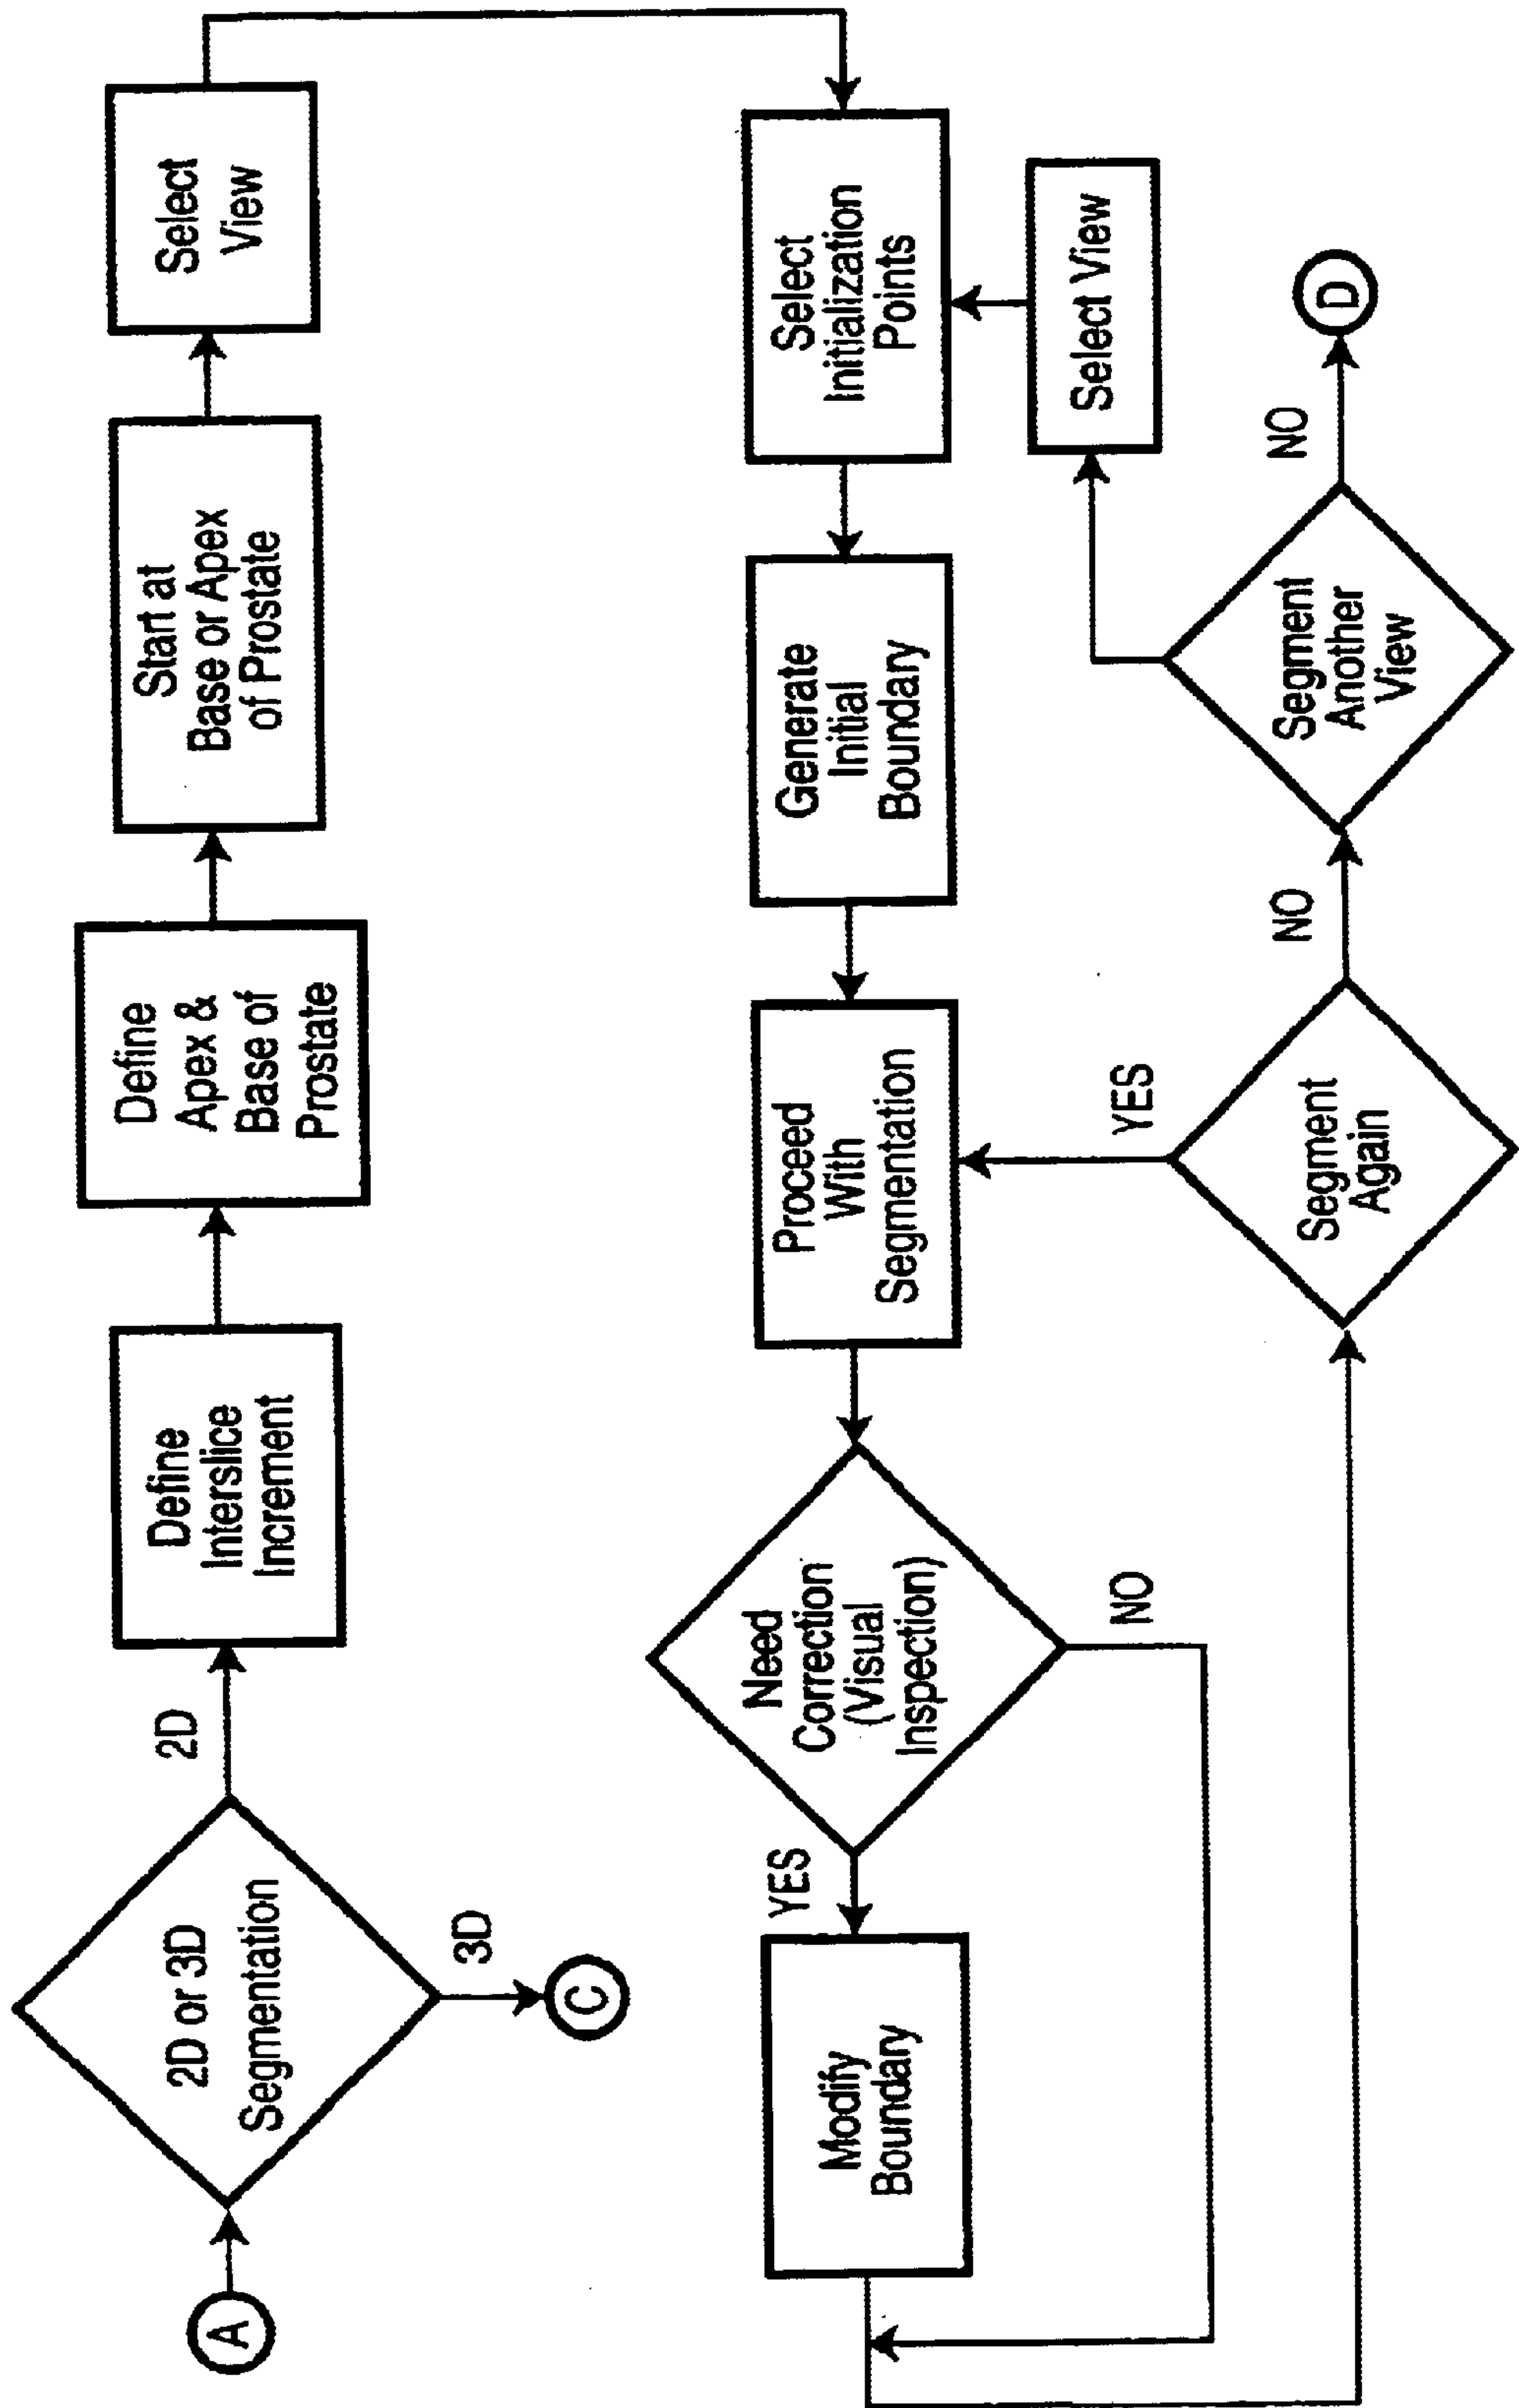 A
2D or 3D
Segmentation
2D
3D
C
Define
Interslice
Increment
Define
Apex &
Base of
Prostate
Start at
Base or Apex
of Prostate
Select
View
Select
Initialization
Points
Generate
Initial
Boundary
Proceed
With
Segmentation
Need
Correction
(Visual
Inspection)
YES
NO
Modify
Boundary
Segment
Again
YES
NO
Segment
Another
View
Select View
NO
D